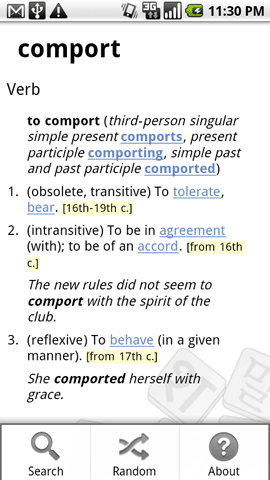 3G
11:30 PM
comport
Verb
to comport (third-person singular
simple present comports, present
participle comporting, simple past
and past participle comported)
1. (obsolete, transitive) To tolerate,
bear. [16th-19th c.]
2. (intransitive) To be in agreement
(with); to be of an accord. [from 16th
c.]
The new rules did not seem to
comport with the spirit of the
club.
3. (reflexive) To behave (in a given
manner). [from 17th c.]
She comported herself with
grace.
Search Random About